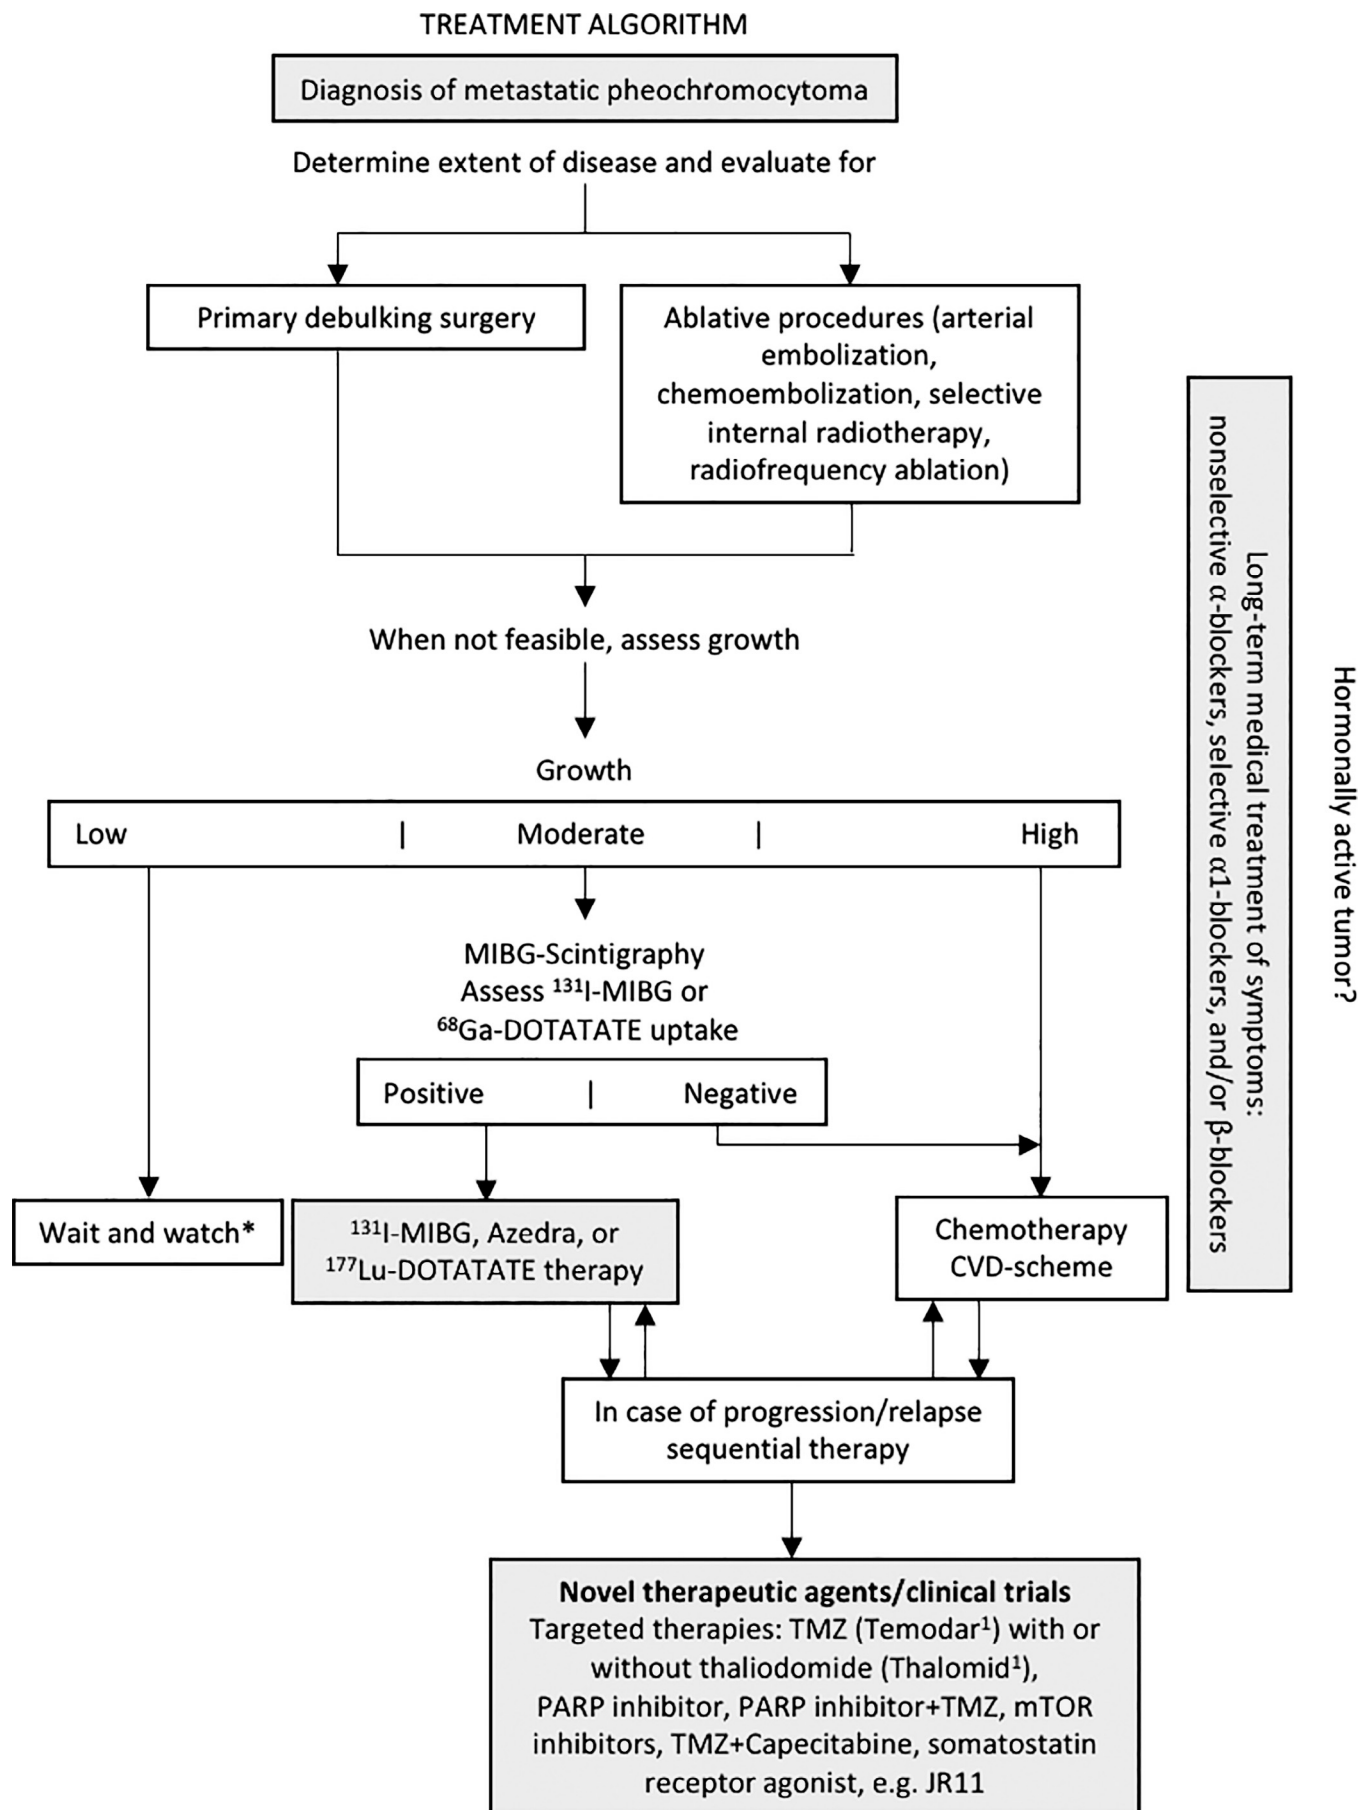 TREATMENT ALGORITHM
Diagnosis of metastatic pheochromocytoma
Determine extent of disease and evaluate for
Primary debulking surgery
Ablative procedures (arterial
embolization,
chemoembolization, selective
internal radiotherapy,
radiofrequency ablation)
When not feasible, assess growth
Growth
Low | Moderate | High
MIBG-Scintigraphy
Assess ¹³¹I-MIBG or
⁶⁸Ga-DOTATATE uptake
Positive | Negative
Wait and watch*
¹³¹I-MIBG, Azedra, or
¹⁷⁷Lu-DOTATATE therapy
Chemotherapy
CVD-scheme
In case of progression/relapse
sequential therapy
Novel therapeutic agents/clinical trials
Targeted therapies: TMZ (Temodar¹) with or
without thaliodomide (Thalomid¹),
PARP inhibitor, PARP inhibitor+TMZ, mTOR
inhibitors, TMZ+Capecitabine, somatostatin
receptor agonist, e.g. JR11
Hormonally active tumor?
Long-term medical treatment of symptoms:
nonselective α-blockers, selective α1-blockers, and/or β-blockers